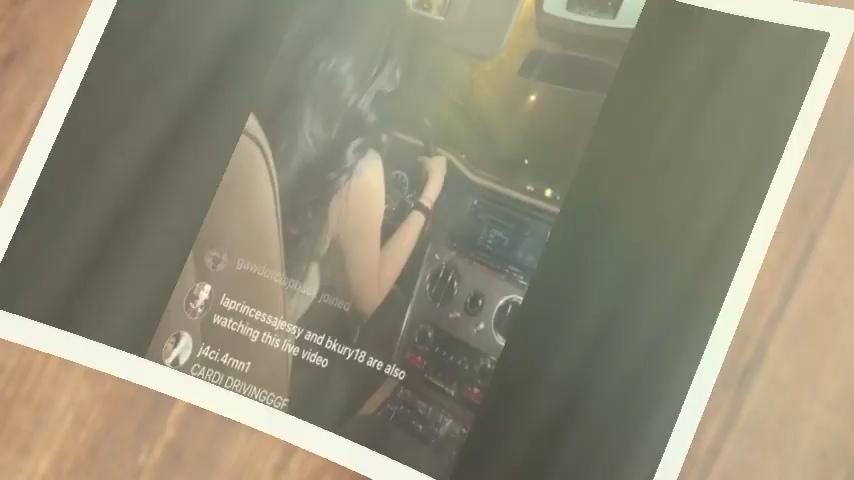 joined
laprincessajessy and bkury18 are also
watching this live video
j4ci.4rnn1
CARDI DRIVINGGGF